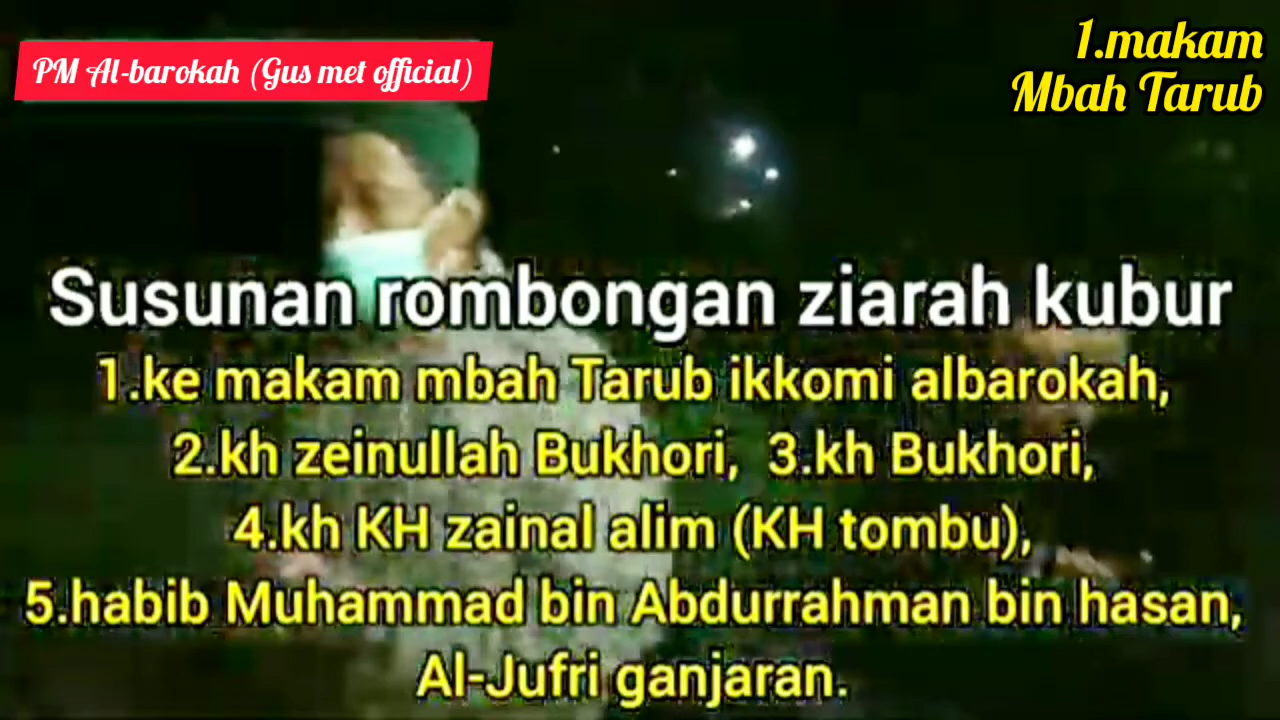 PM Al-barokah (Gus met official)
1.makam
Mbah Tarub
Susunan rombongan ziarah kubur
1.ke makam mbah Tarub ikkomi albarokah,
2.kh zeinullah Bukhori, 3.kh Bukhori,
4.kh KH zainal alim (KH tombu),
5.habib Muhammad bin Abdurrahman bin hasan,
Al-Jufri ganjaran.